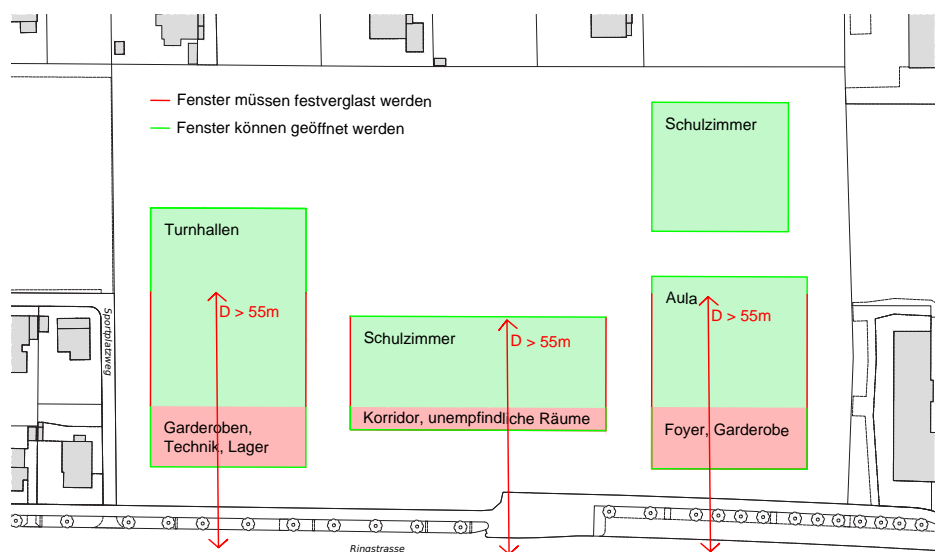 Fenster müssen festverglast werden
Fenster können geöffnet werden
Schulzimmer
Turnhallen
D > 55m
Aula
D > 55m
Schulzimmer
D > 55m
Sportplatzweg
Korridor, unempfindliche Räume
Garderoben,
Technik, Lager
Foyer, Garderobe
Ringstrasse